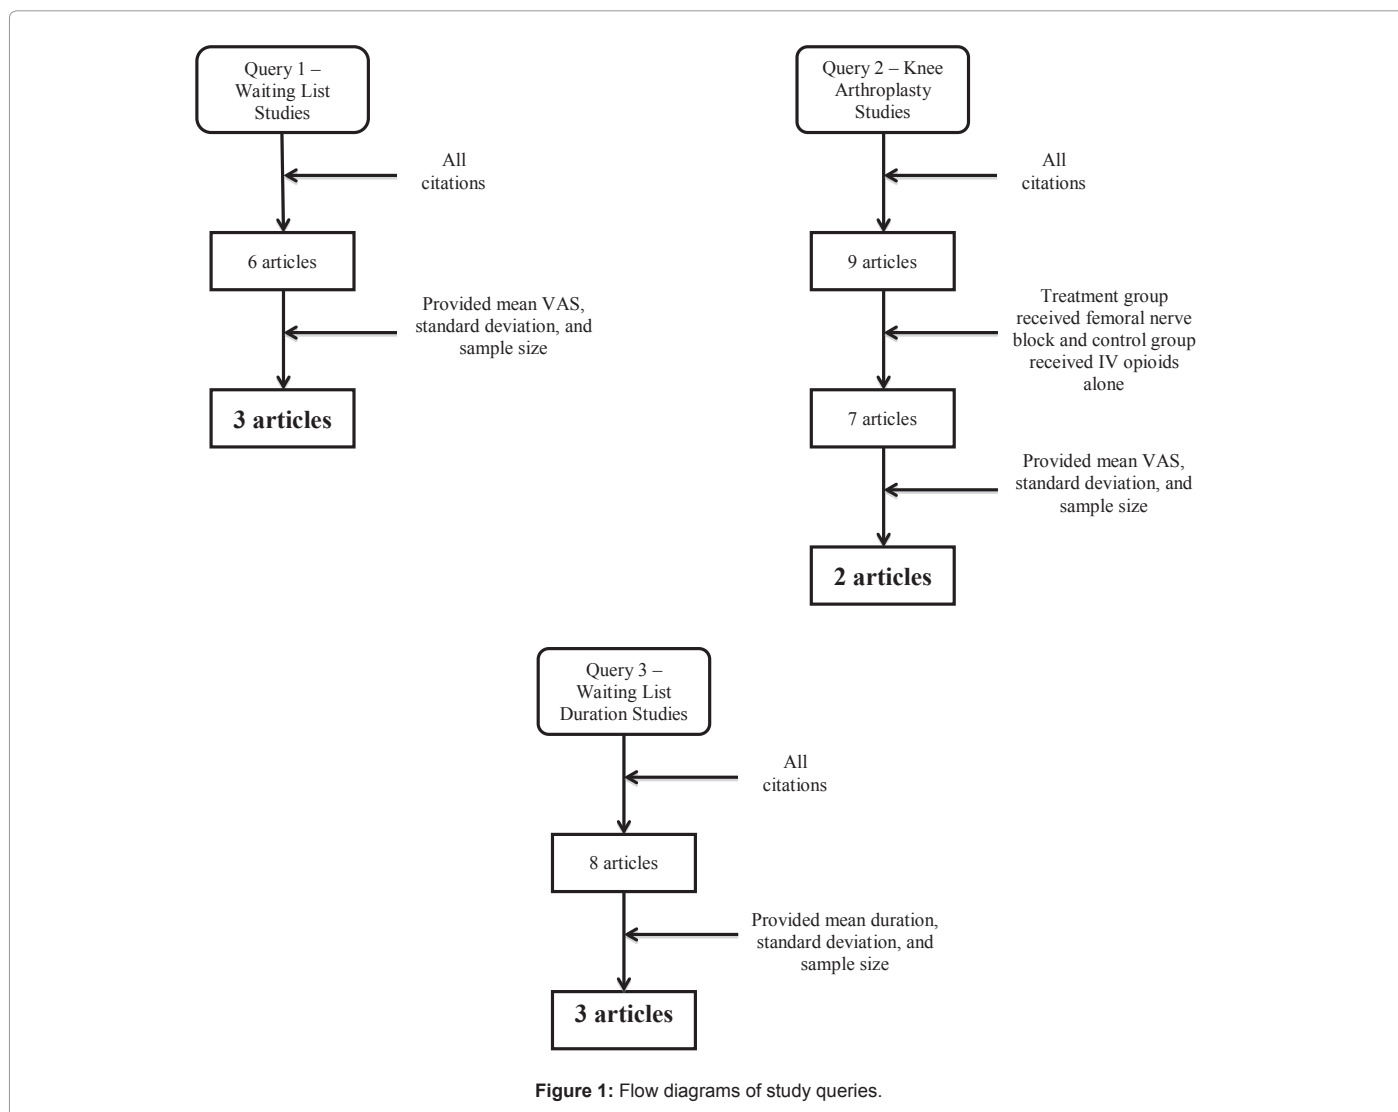 Query 1 –
Waiting List
Studies
All
citations
6 articles
Provided mean VAS,
standard deviation, and
sample size
3 articles
Query 2 – Knee
Arthroplasty
Studies
All
citations
9 articles
Treatment group
received femoral nerve
block and control group
received IV opioids
alone
7 articles
Provided mean VAS,
standard deviation, and
sample size
2 articles
Query 3 –
Waiting List
Duration Studies
All
citations
8 articles
Provided mean duration,
standard deviation, and
sample size
3 articles
Figure 1: Flow diagrams of study queries.